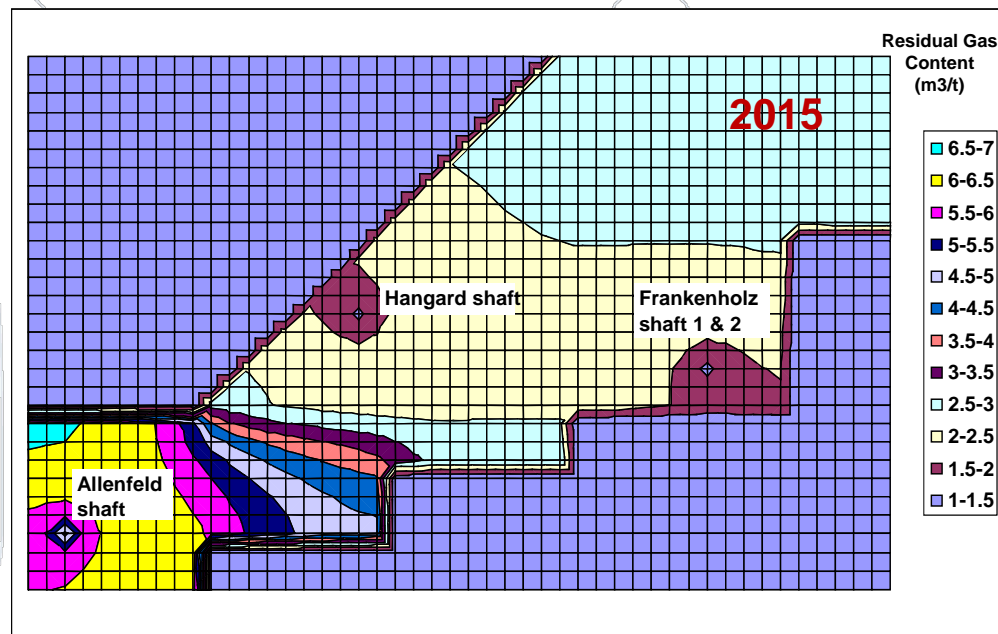 Residual Gas
Content
(m3/t)
2015
6.5-7
6-6.5
5.5-6
5-5.5
4.5-5
4-4.5
3.5-4
3-3.5
2.5-3
2-2.5
1.5-2
1-1.5
Hangard shaft
Frankenholz
shaft 1 & 2
Allenfeld
shaft